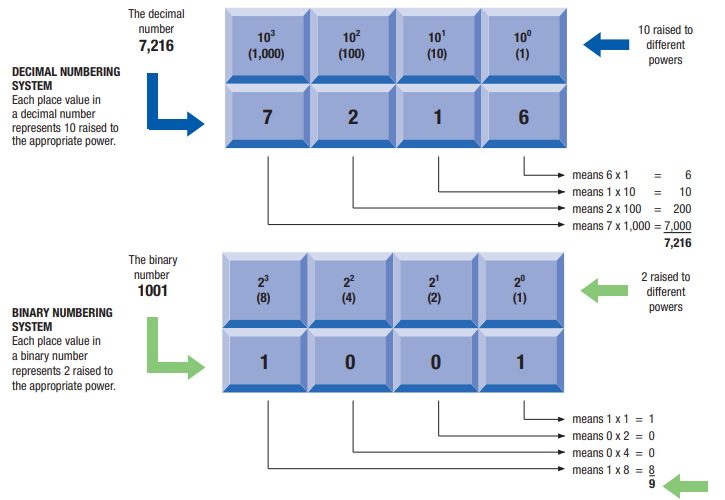 The decimal
number
7,216
DECIMAL NUMBERING
SYSTEM
Each place value in
a decimal number
represents 10 raised to
the appropriate power.
10³ 10² 10¹ 10⁰
(1,000) (100) (10) (1)
7 2 1 6
10 raised to
different
powers
means 6 x 1 = 6
means 1 x 10 = 10
means 2 x 100 = 200
means 7 x 1,000 = 7,000
7,216
The binary
number
1001
BINARY NUMBERING
SYSTEM
Each place value in
a binary number
represents 2 raised to
the appropriate power.
2³ 2² 2¹ 2⁰
(8) (4) (2) (1)
1 0 0 1
2 raised to
different
powers
means 1 x 1 = 1
means 0 x 2 = 0
means 0 x 4 = 0
means 1 x 8 = 8
9